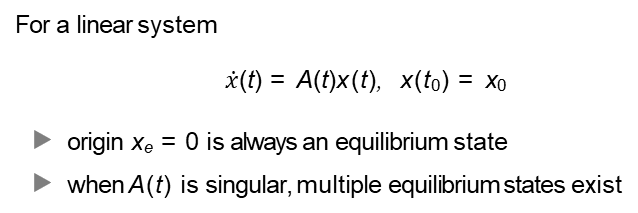 For a linear system
ẋ(t) = A(t)x(t), x(t₀) = x₀
▶ origin xₑ = 0 is always an equilibrium state
▶ when A(t) is singular, multiple equilibrium states exist